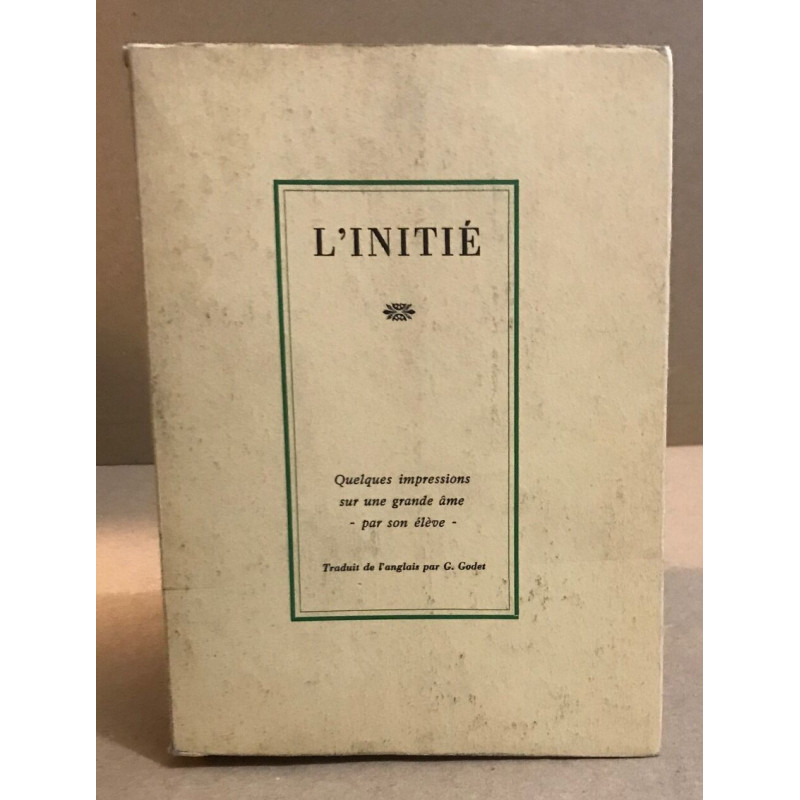 L'INITIÉ
Quelques impressions
sur une grande âme
- par son élève -
Traduit de l'anglais par G. Godet